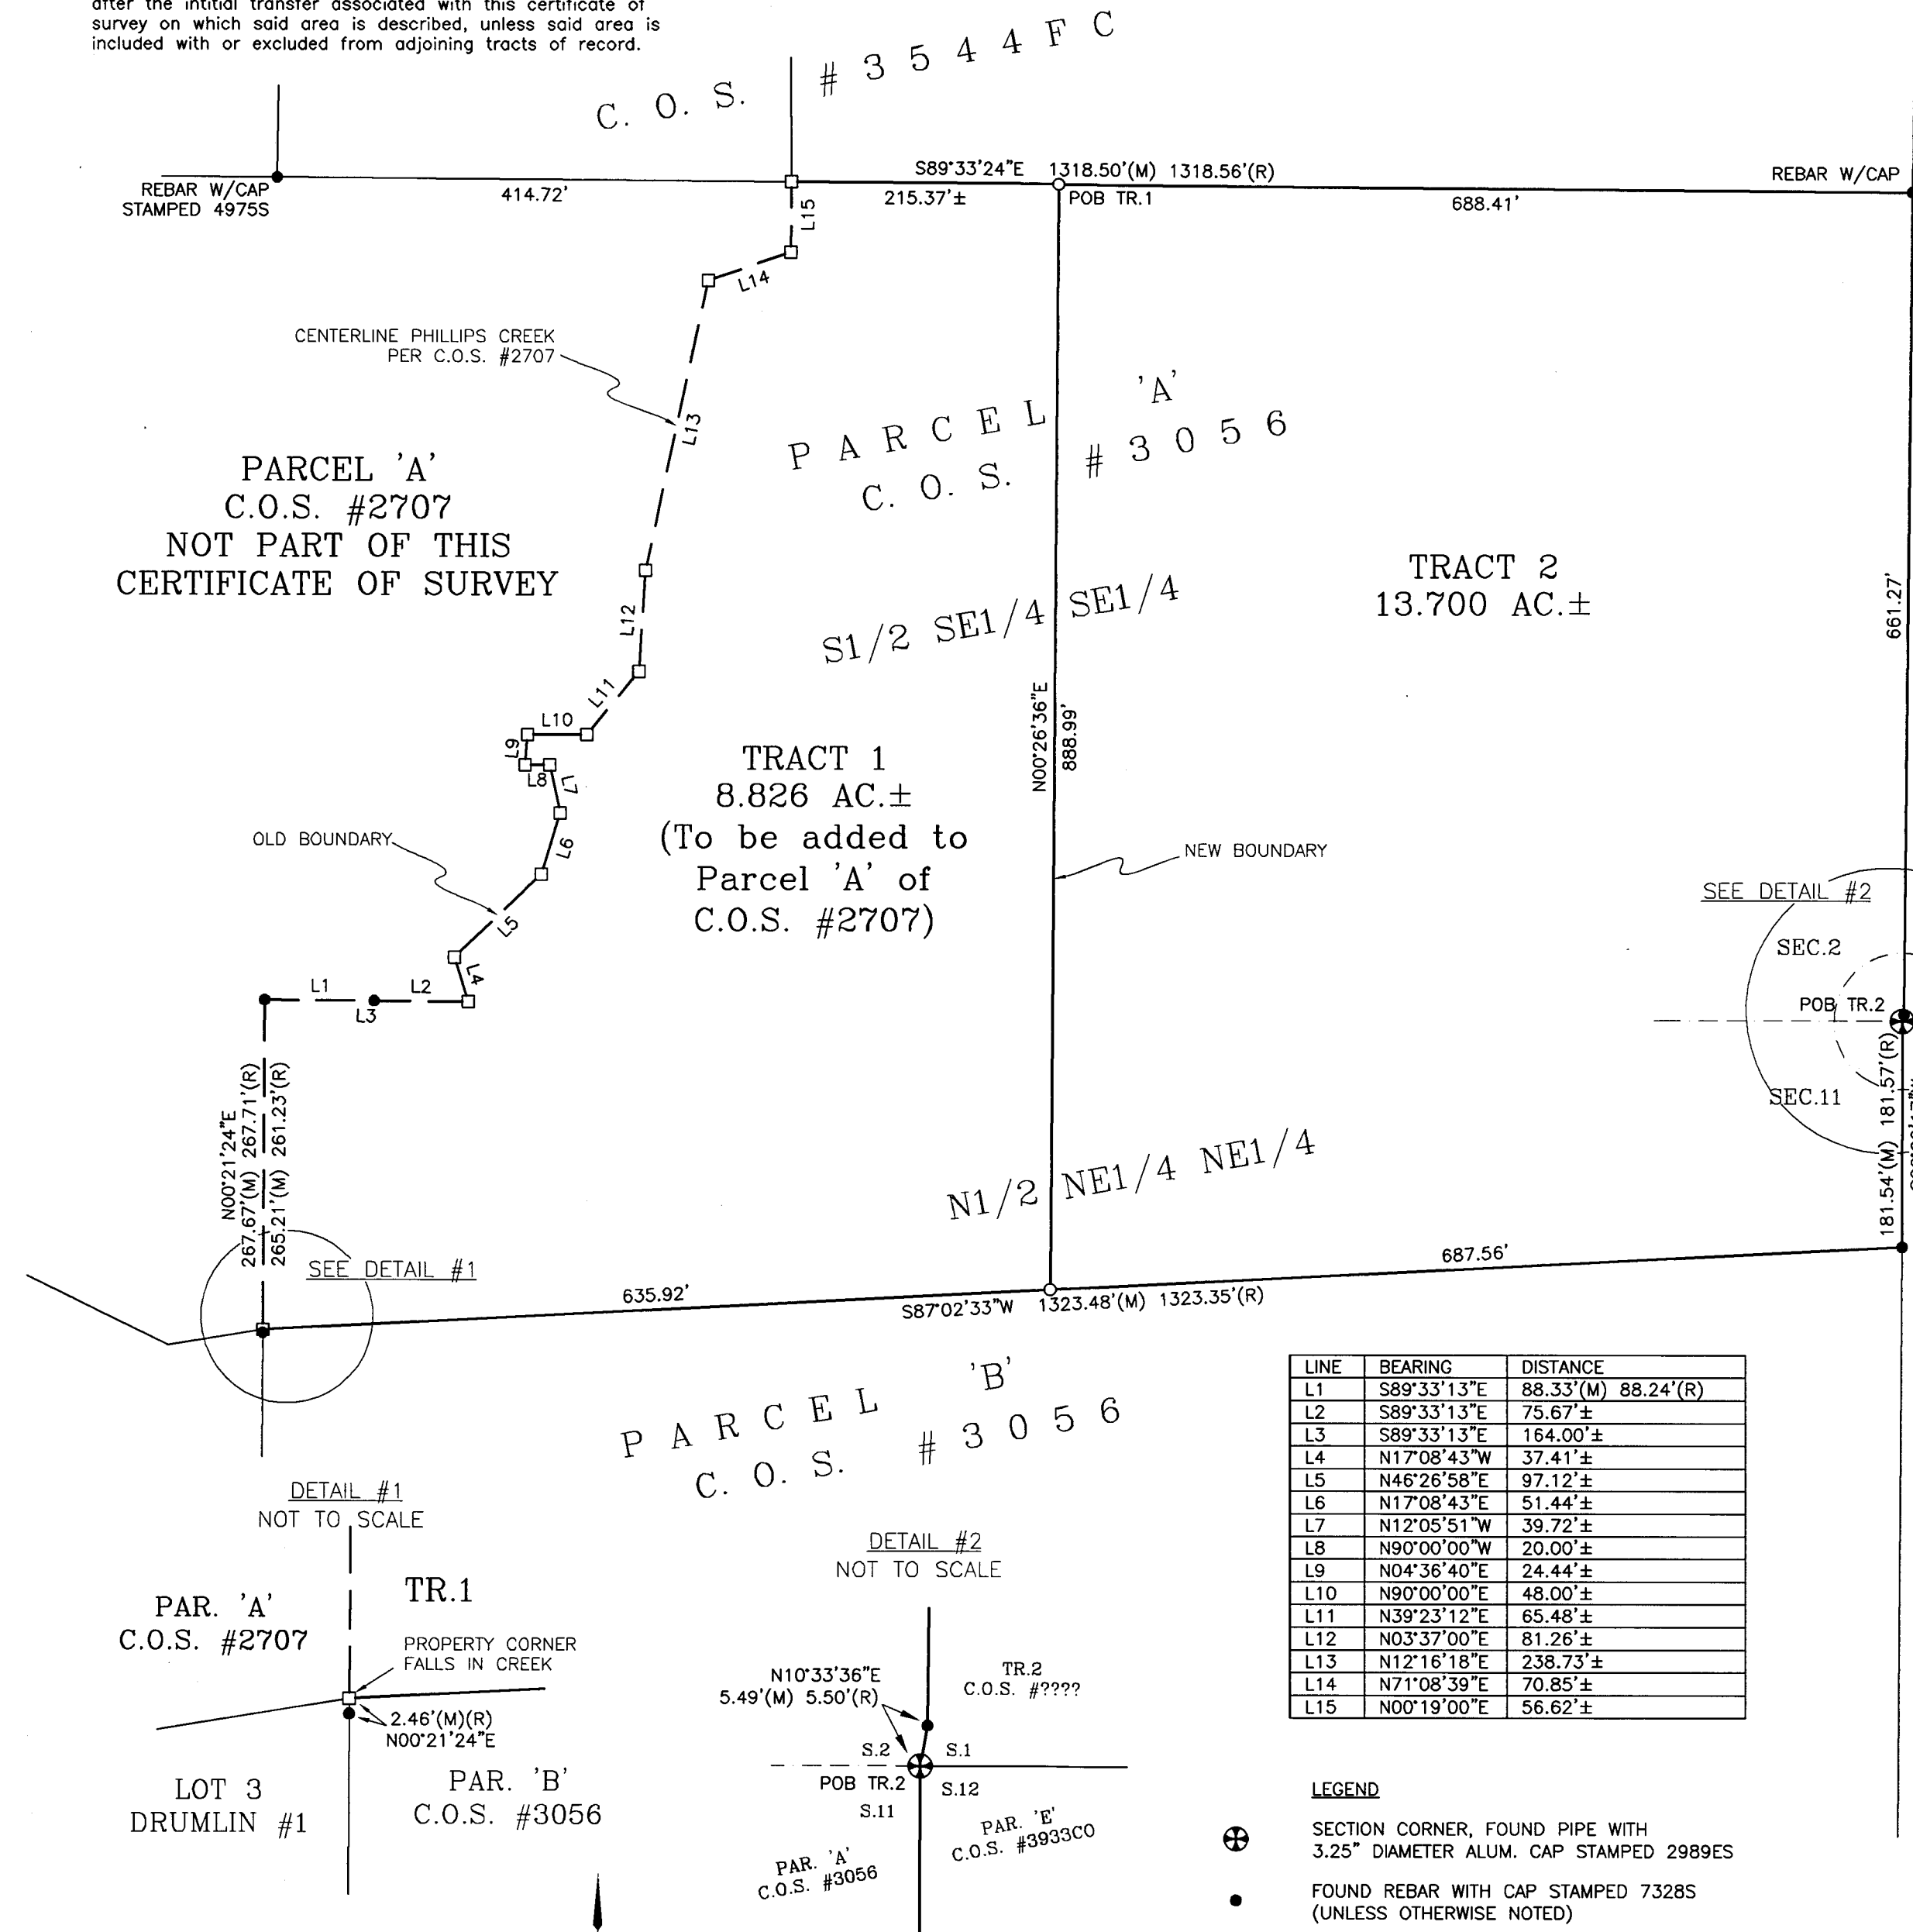 after the intitial transfer associated with this certificate of
survey on which said area is described, unless said area is
included with or excluded from adjoining tracts of record.
C. O. S. #3544FC
REBAR W/CAP
STAMPED 4975S
414.72'
S89°33'24"E 1318.50'(M) 1318.56'(R)
215.37'±
POB TR.1
688.41'
REBAR W/CAP
L15
L14
CENTERLINE PHILLIPS CREEK
PER C.O.S. #2707
L13
PARCEL 'A'
C.O.S. #3056
PARCEL 'A'
C.O.S. #2707
NOT PART OF THIS
CERTIFICATE OF SURVEY
TRACT 2
13.700 AC.±
661.27'
L12
S1/2 SE1/4 SE1/4
L11
L10
L9
L8
L7
N00°26'36"E
888.99'
TRACT 1
8.826 AC.±
(To be added to
Parcel 'A' of
C.O.S. #2707)
OLD BOUNDARY
L6
NEW BOUNDARY
L5
SEE DETAIL #2
SEC.2
L4
L1
L2
L3
POB TR.2
SEC.11
181.54'(M) 181.57'(R)
N00°21'24"E
267.67'(M) 267.71'(R)
265.21'(M) 261.23'(R)
N1/2 NE1/4 NE1/4
SEE DETAIL #1
635.92'
S87°02'33"W 1323.48'(M) 1323.35'(R)
687.56'
PARCEL 'B'
C.O.S. #3056
LINE BEARING DISTANCE
L1 S89°33'13"E 88.33'(M) 88.24'(R)
L2 S89°33'13"E 75.67'±
L3 S89°33'13"E 164.00'±
L4 N17°08'43"W 37.41'±
L5 N46°26'58"E 97.12'±
L6 N17°08'43"E 51.44'±
L7 N12°05'51"W 39.72'±
L8 N90°00'00"W 20.00'±
L9 N04°36'40"E 24.44'±
L10 N90°00'00"E 48.00'±
L11 N39°23'12"E 65.48'±
L12 N03°37'00"E 81.26'±
L13 N12°16'18"E 238.73'±
L14 N71°08'39"E 70.85'±
L15 N00°19'00"E 56.62'±
DETAIL #1
NOT TO SCALE
PAR. 'A'
C.O.S. #2707
TR.1
PROPERTY CORNER
FALLS IN CREEK
2.46'(M)(R)
N00°21'24"E
LOT 3
DRUMLIN #1
PAR. 'B'
C.O.S. #3056
DETAIL #2
NOT TO SCALE
N10°33'36"E
5.49'(M) 5.50'(R)
TR.2
C.O.S. #????
S.2
S.1
POB TR.2
S.12
S.11
PAR. 'E'
C.O.S. #3933CO
PAR. 'A'
C.O.S. #3056
LEGEND
SECTION CORNER, FOUND PIPE WITH
3.25" DIAMETER ALUM. CAP STAMPED 2989ES
FOUND REBAR WITH CAP STAMPED 7328S
(UNLESS OTHERWISE NOTED)